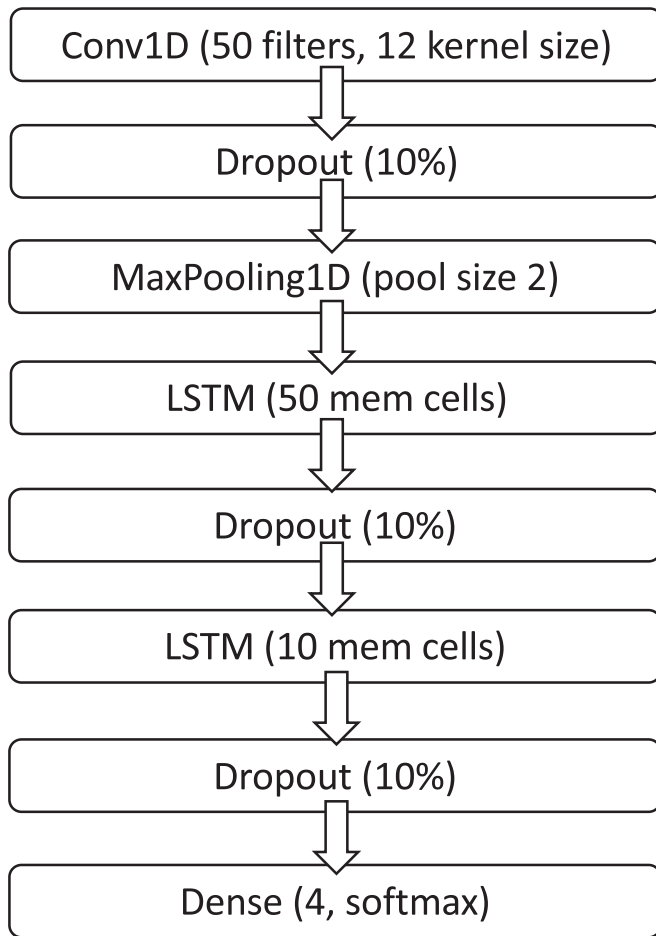 Conv1D (50 filters, 12 kernel size)
Dropout (10%)
MaxPooling1D (pool size 2)
LSTM (50 mem cells)
Dropout (10%)
LSTM (10 mem cells)
Dropout (10%)
Dense (4, softmax)